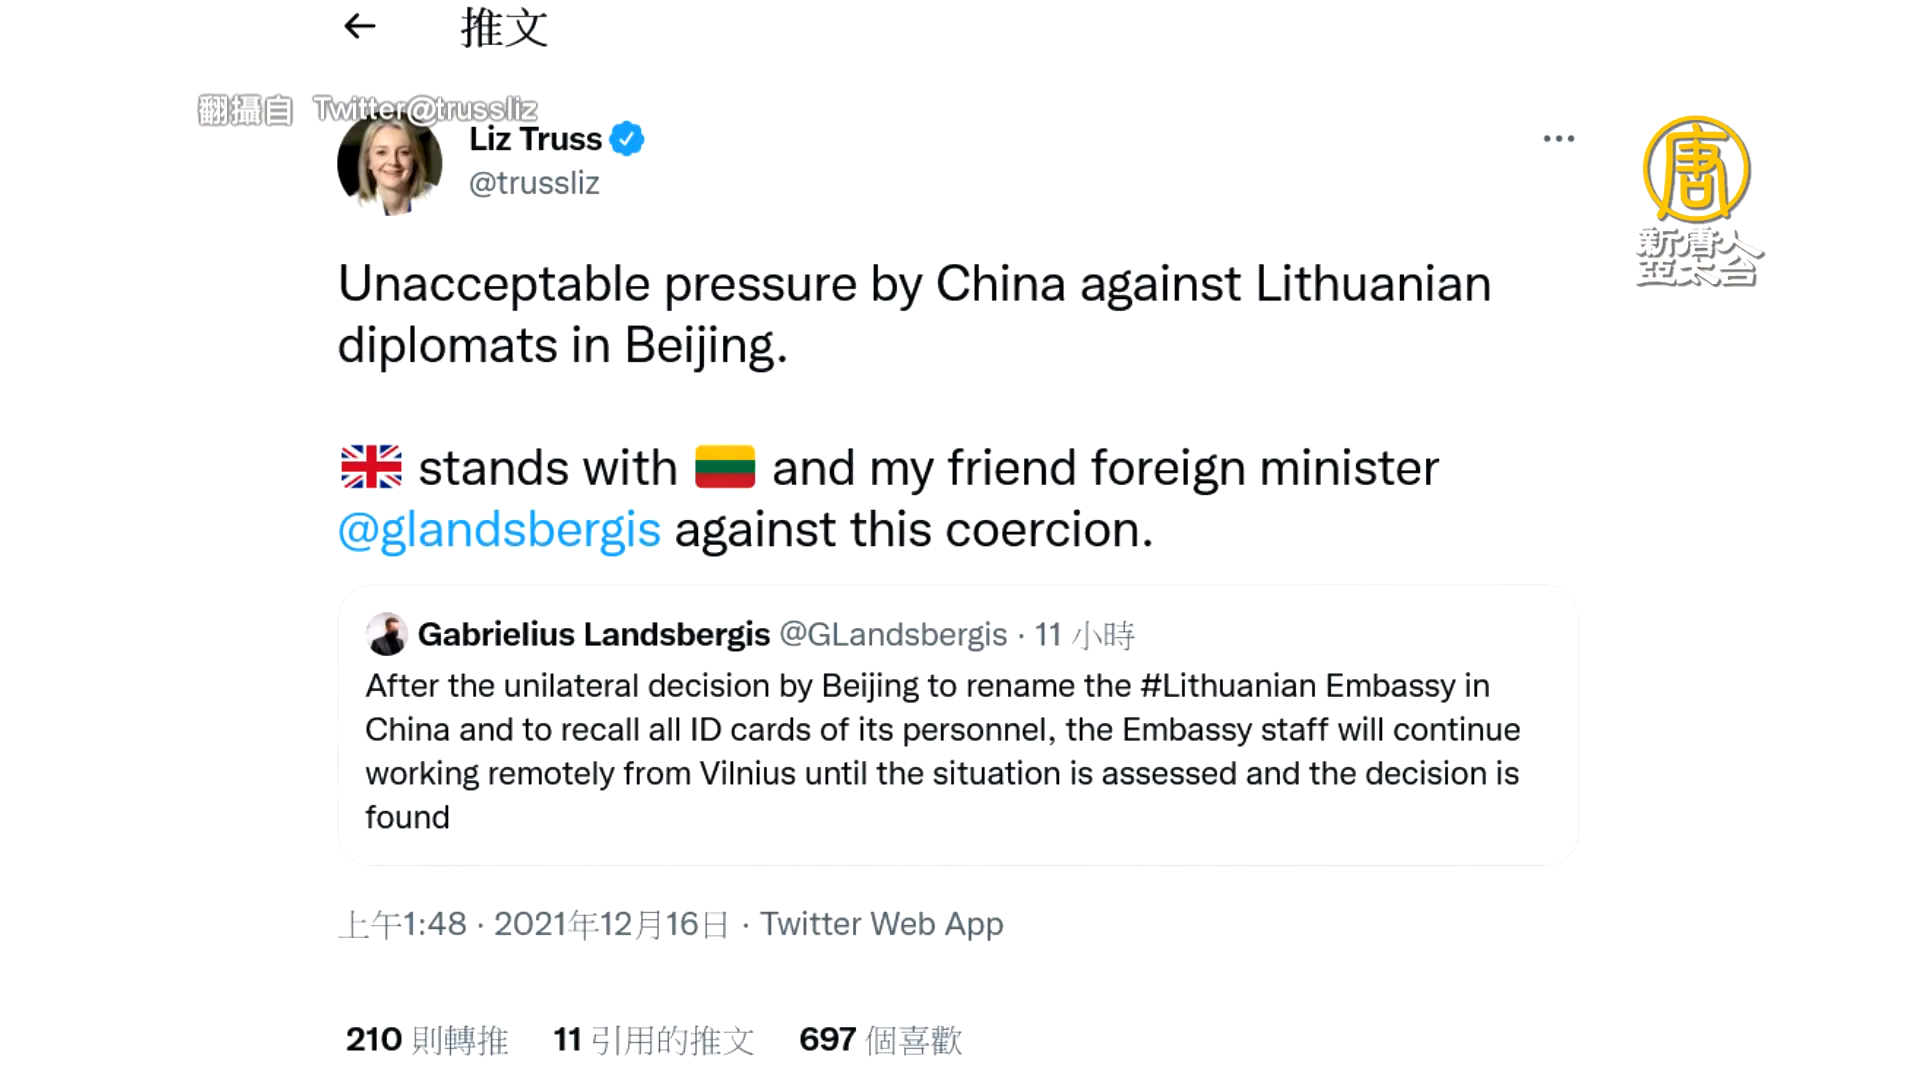 推文
翻攝自 Twitter@trussliz
Liz Truss
@trussliz
唐
新唐人
亞太台
Unacceptable pressure by China against Lithuanian
diplomats in Beijing.
🇬🇧 stands with 🇱🇹 and my friend foreign minister
@glandsbergis against this coercion.
Gabrielius Landsbergis @GLandsbergis · 11 小時
After the unilateral decision by Beijing to rename the #Lithuanian Embassy in
China and to recall all ID cards of its personnel, the Embassy staff will continue
working remotely from Vilnius until the situation is assessed and the decision is
found
上午1:48 · 2021年12月16日 · Twitter Web App
210 則轉推 11 引用的推文 697 個喜歡